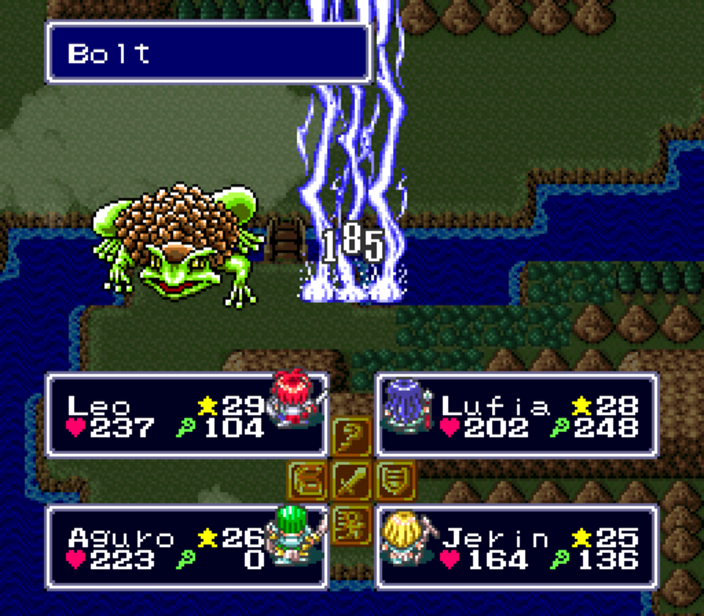 Bolt
185
Leo ★29
♥237 104
Lufia ★28
♥202 248
Aguro ★26
♥223 0
Jerin ★25
♥164 136